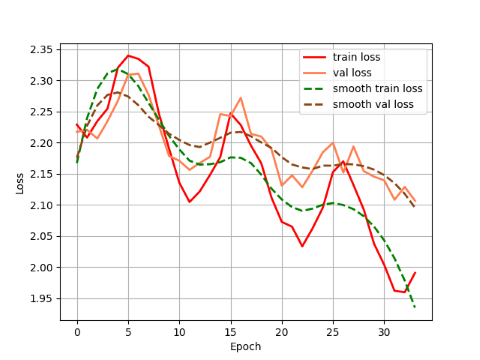 2.35
2.30
2.25
2.20
2.15
2.10
2.05
2.00
1.95
Loss
train loss
val loss
smooth train loss
smooth val loss
0 5 10 15 20 25 30
Epoch